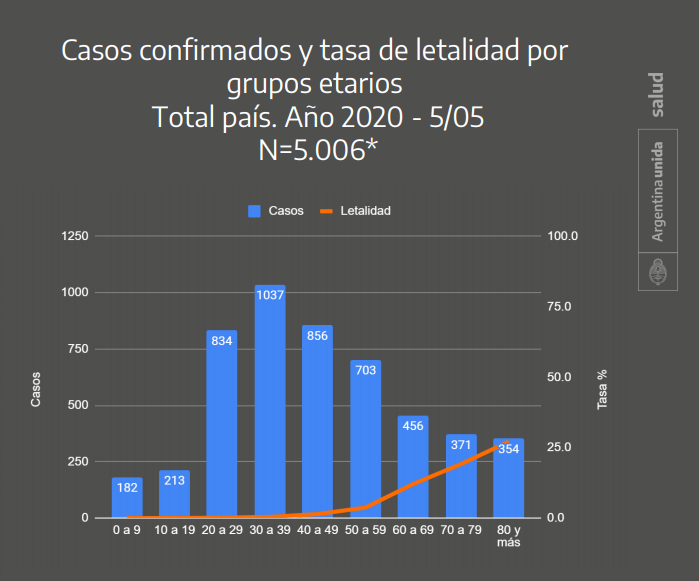 Casos confirmados y tasa de letalidad por
grupos etarios
Total país. Año 2020 - 5/05
N=5.006*
salud
Argentina unida
Casos
Letalidad
1250
1000
750
500
250
0
Casos
100.0
75.0
50.0
25.0
0.0
Tasa %
182
213
834
1037
856
703
456
371
354
0 a 9
10 a 19
20 a 29
30 a 39
40 a 49
50 a 59
60 a 69
70 a 79
80 y
más